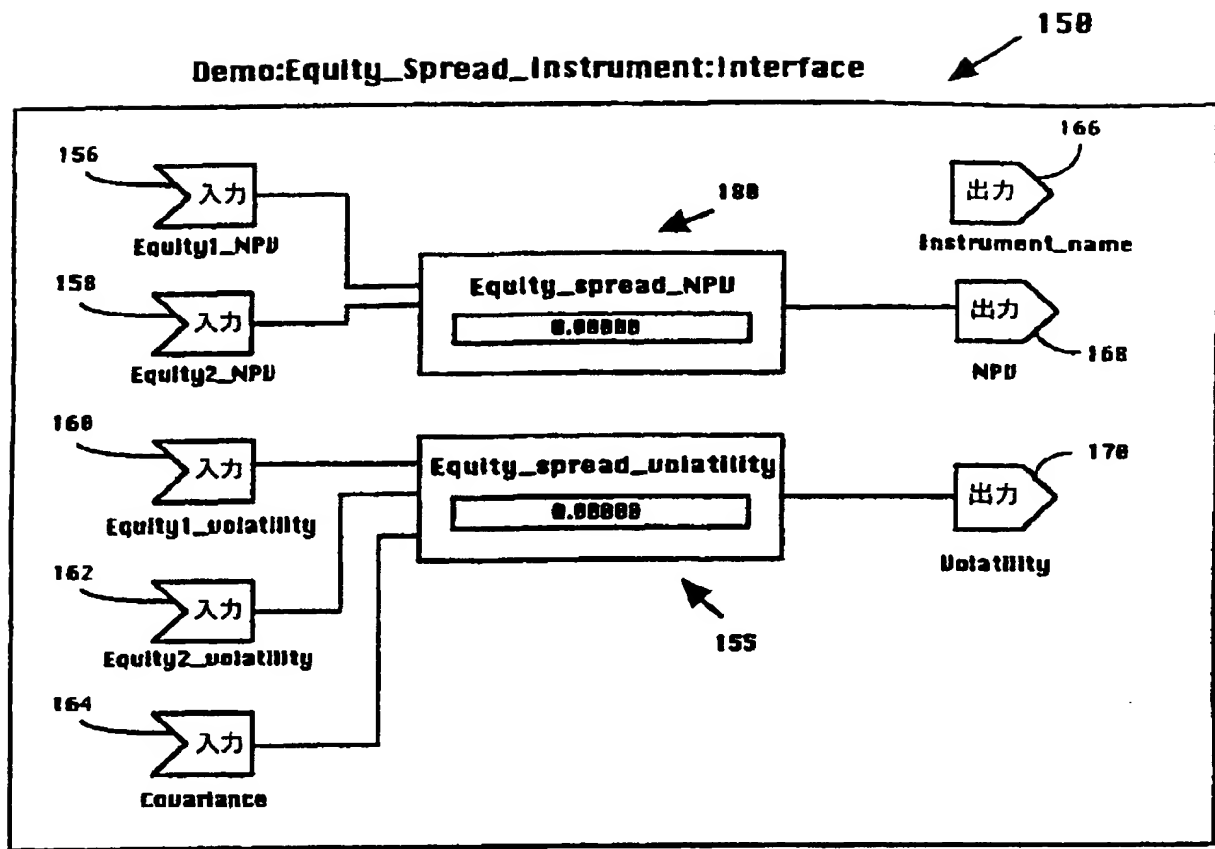 150
Demo:Equity_Spread_Instrument:Interface
156
入力
Equity1_NPV
158
入力
Equity2_NPV
180
Equity_spread_NPV
0.00000
166
出力
Instrument_name
出力
168
NPV
160
入力
Equity1_volatility
162
入力
Equity2_volatility
164
入力
Covariance
Equity_spread_volatility
0.00000
155
170
出力
Volatility